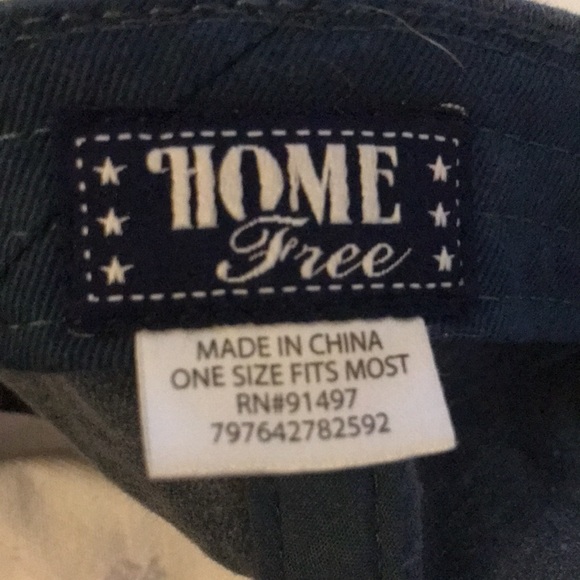 HOME
Free
MADE IN CHINA
ONE SIZE FITS MOST
RN#91497
797642782592